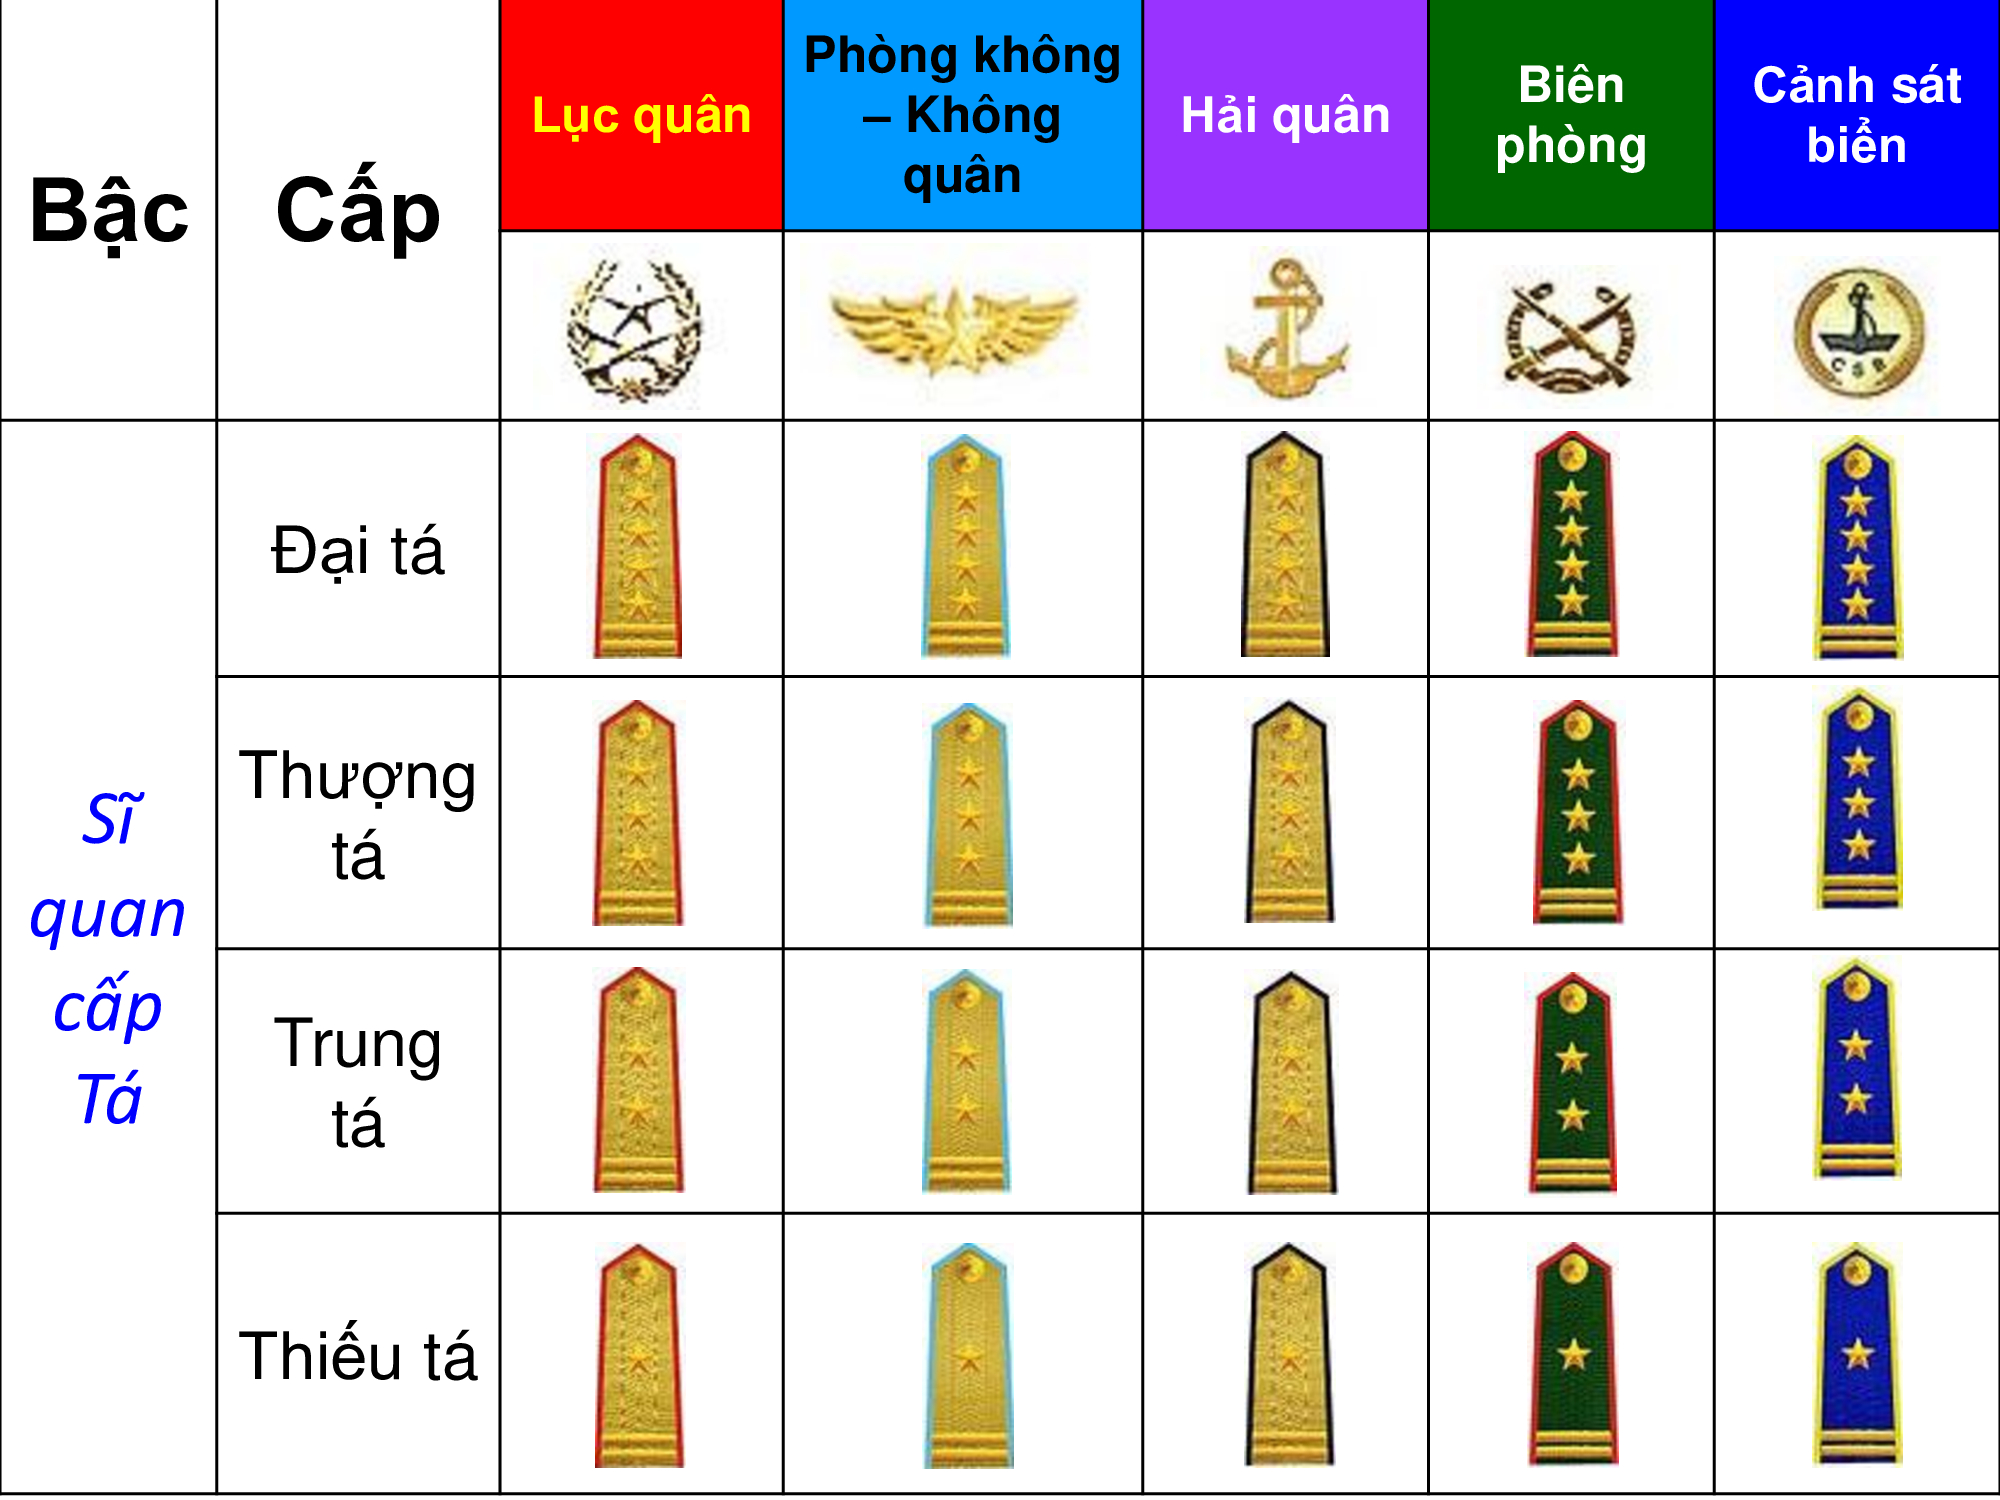 Bậc
Cấp
Lục quân
Phòng không
– Không
quân
Hải quân
Biên
phòng
Cảnh sát
biển
CSB
Sĩ
quan
cấp
Tá
Đại tá
Thượng
tá
Trung
tá
Thiếu tá